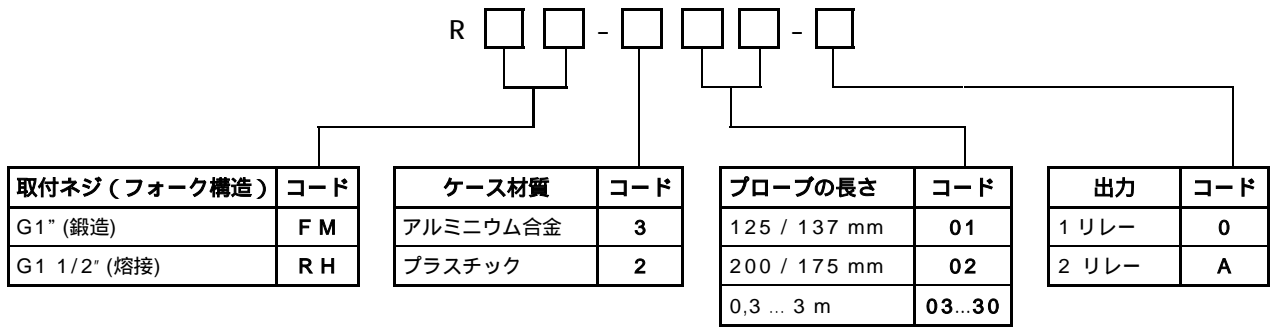 R □ □ - □ □ □ - □
取付ネジ (フォーク構造) コード
G1” (鍛造) F M
G1 1/2″ (熔接) R H
ケース材質 コード
アルミニウム合金 3
プラスチック 2
プローブの長さ コード
125 / 137 mm 01
200 / 175 mm 02
0,3 ... 3 m 03...30
出力 コード
1 リレー 0
2 リレー A